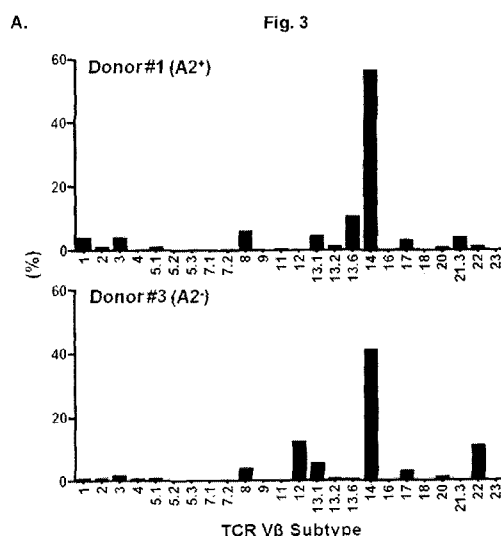 A.
Fig. 3
Donor #1 (A2⁺)
60
40
20
0
1 2 3 4 5.1 5.2 5.3 7.1 7.2 8 9 11 12 13.1 13.2 13.6 14 16 17 18 20 21.3 22 23
(%)
Donor #3 (A2⁻)
60
40
20
0
1 2 3 4 5.1 5.2 5.3 7.1 7.2 8 9 11 12 13.1 13.2 13.6 14 16 17 18 20 21.3 22 23
TCR Vβ Subtype